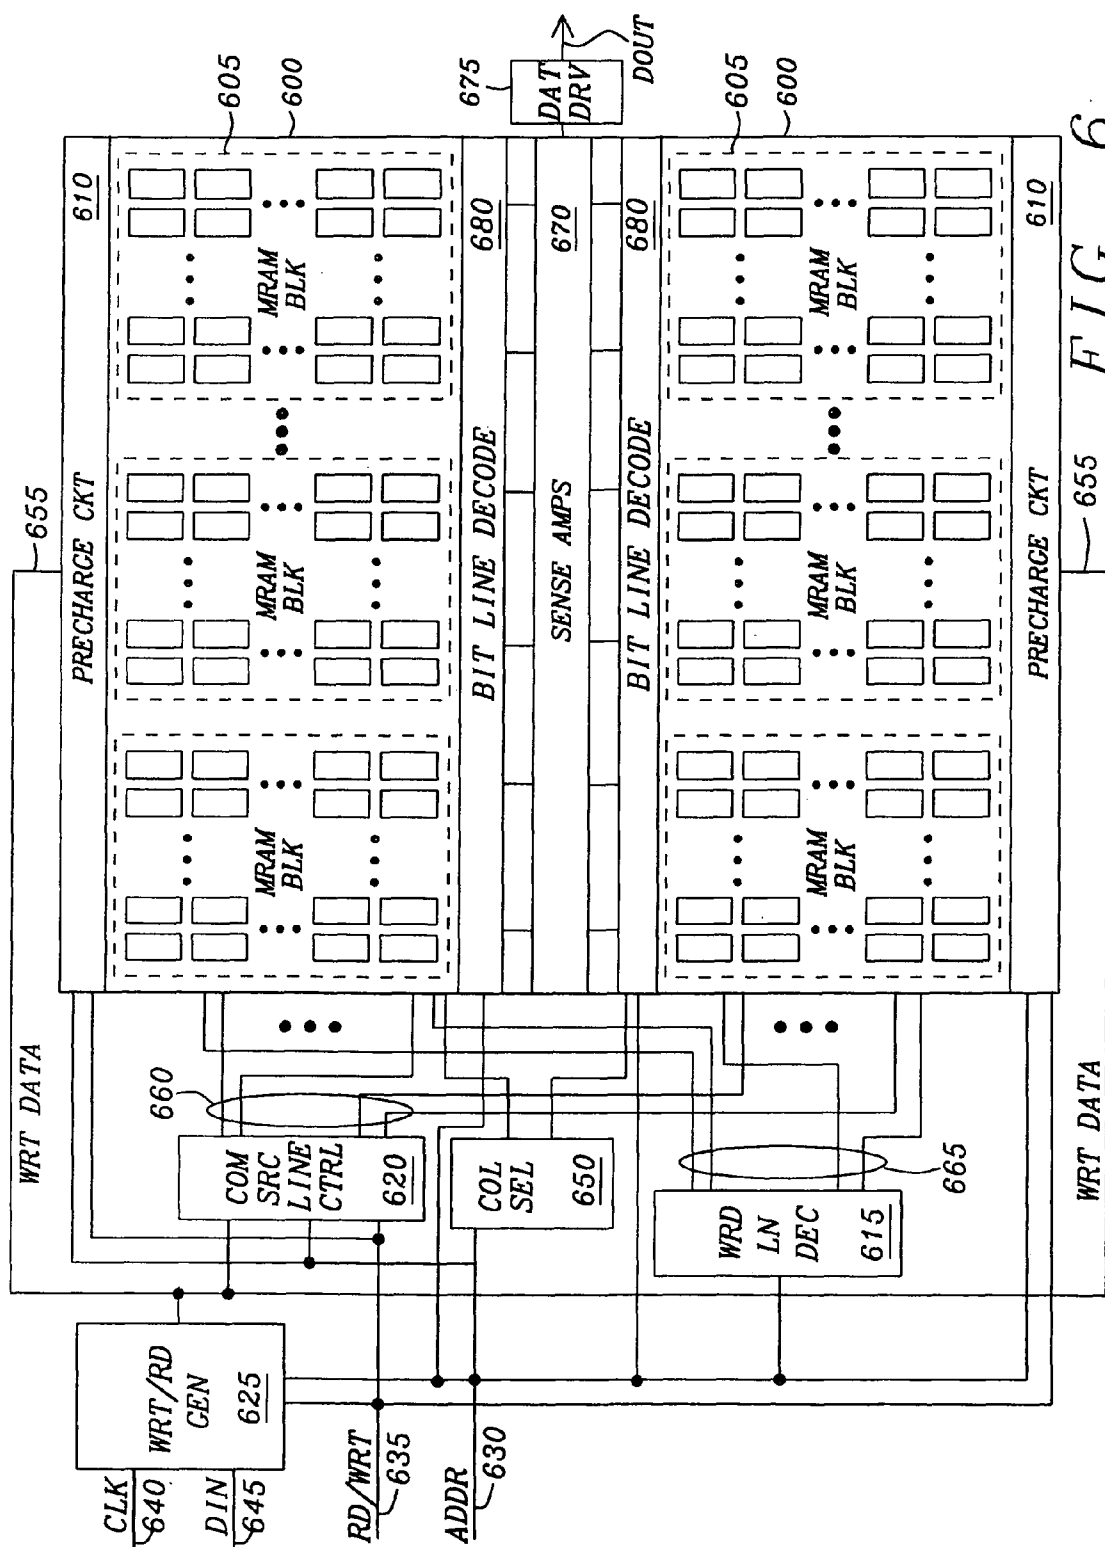 WRT DATA
655
PRECHARGE CKT 610
605
600
MRAM
BLK
MRAM
BLK
MRAM
BLK
BIT LINE DECODE 680
SENSE AMPS 670
675
DAT
DRV
DOUT
BIT LINE DECODE 680
605
600
MRAM
BLK
MRAM
BLK
MRAM
BLK
PRECHARGE CKT 610
655
WRT DATA
CLK
640
DIN
645
WRT/RD
GEN
625
RD/WRT
635
ADDR
630
660
COM
SRC
LINE
CTRL
620
COL
SEL
650
665
WRD
LN
DEC
615
FIG. 6